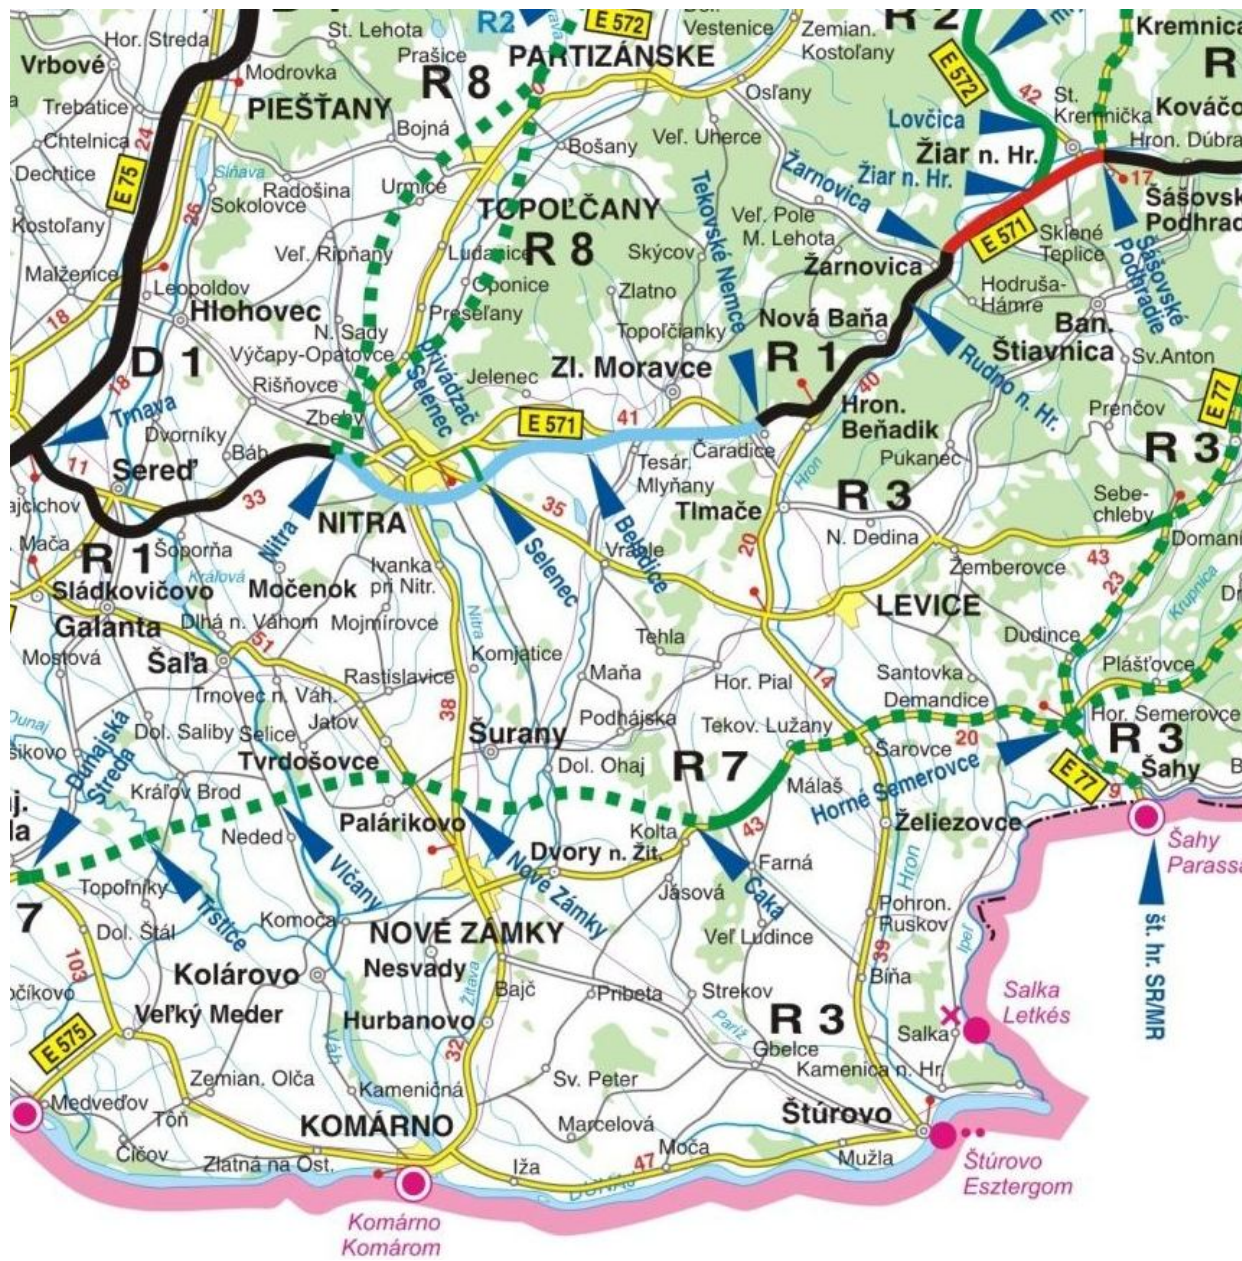 D 1
St. Lehota
R2
E 572
Vestenice
Zemian.
Kostoľany
R 2
Kremnica
Hor. Streda
Vrbové
Modrovka
Prašice
R 8
PARTIZÁNSKE
E 572
42
St.
Kremnička
Kováčo
Trebatice
PIEŠŤANY
Bojná
Osľany
Veľ. Uherce
Lovčica
Hron. Dúbra
Chtelnica
24
Bošany
Žiar n. Hr.
Dechtice
E 75
Sĺňava
Radošina
Urmice
Žarnovica
Žiar n. Hr.
17
Šášovsk
Podhrad
Kostoľany
26
Sokolovce
TOPOĽČANY
R 8
Tekovské Nemce
Veľ. Pole
M. Lehota
E 571
Sklené
Teplice
Šášovské
Podhradie
Veľ. Ripňany
Ludanice
Skýcov
Žarnovica
Malženice
Leopoldov
Oponice
Zlatno
Hodruša-
Hámre
Hlohovec
Preseľany
Topoľčianky
Nová Baňa
Ban.
Štiavnica
18
N. Sady
Výčapy-Opatovce
D 1
privádzač
Selenec
Zl. Moravce
R 1
Rudno n. Hr.
Sv.Anton
E 77
18
Rišňovce
Jelenec
40
Trnava
Zbehy
E 571
41
Hron.
Beňadik
Prenčov
Dvorníky
Báb
Čaradice
Pukanec
R 3
11
Sereď
33
Tesár.
Mlyňany
Hron
R 3
Sebe-
chleby
NITRA
35
Tlmače
Nitra
Selenec
Beladice
N. Dedina
Mača
R 1
Šoporňa
Kráľová
Ivanka
pri Nitr.
Vráble
20
43
Žemberovce
23
Sládkovičovo
Močenok
LEVICE
Krupnica
Galanta
Dlhá n. Váhom
Mojmírovce
Nitra
Tehla
Dudince
Mostová
Šaľa
51
Komjatice
Plášťovce
Rastislavice
Maňa
Hor. Pial
14
Santovka
Trnovec n. Váh.
38
Demandice
Dunaj
Jatov
Podhájska
Tekov. Lužany
Hor. Semerovce
Dunajská
Streda
Dol. Saliby
Selice
Šurany
20
Šarovce
R 3
Tvrdošovce
Dol. Ohaj
R 7
Horné Semerovce
E 77
Šahy
Kráľov Brod
Málaš
9
Palárikovo
Kolta
43
Želiezovce
Šahy
Parassa
Neded
Dvory n. Žit.
Farná
Hron
Topoľníky
Trstice
Vlčany
Nové Zámky
Jásová
Čaka
7
Dol. Štál
Komoča
NOVÉ ZÁMKY
Veľ Ludince
Pohron.
Ruskov
Ipeľ
št. hr. SR/MR
103
Kolárovo
Nesvady
39
Bíňa
Žitava
Bajč
Pribeta
Strekov
Salka
Letkés
Veľký Meder
Hurbanovo
Paríž
R 3
Salka
E 575
Váh
32
Gbelce
Kamenica n. Hr.
Zemian. Olča
Kameničná
Sv. Peter
Medveďov
Tôň
KOMÁRNO
Marcelová
Štúrovo
Číčov
Zlatná na Ost.
Iža
47
Moča
Mužla
Štúrovo
Esztergom
DUNAJ
Komárno
Komárom